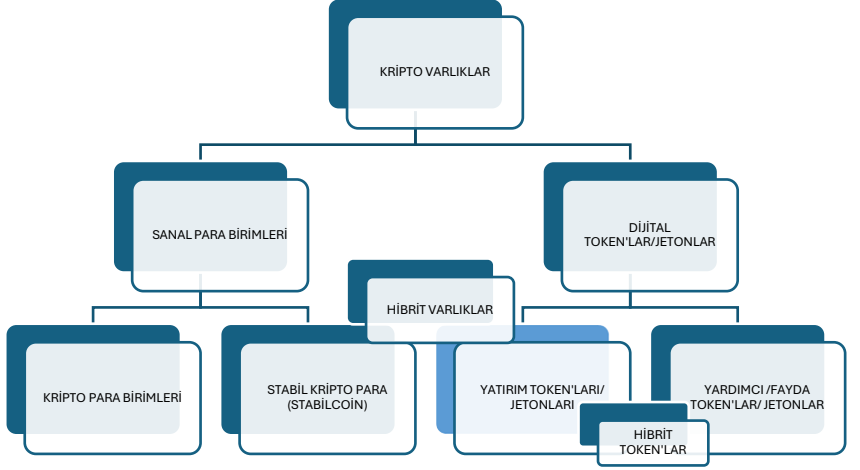 KRİPTO VARLIKLAR
SANAL PARA BİRİMLERİ
DİJİTAL
TOKEN'LAR/JETONLAR
HİBRİT VARLIKLAR
KRİPTO PARA BİRİMLERİ
STABİL KRİPTO PARA
(STABİLCOİN)
YATIRIM TOKEN'LARI/
JETONLARI
YARDIMCI /FAYDA
TOKEN'LAR/ JETONLAR
HİBRİT
TOKEN'LAR